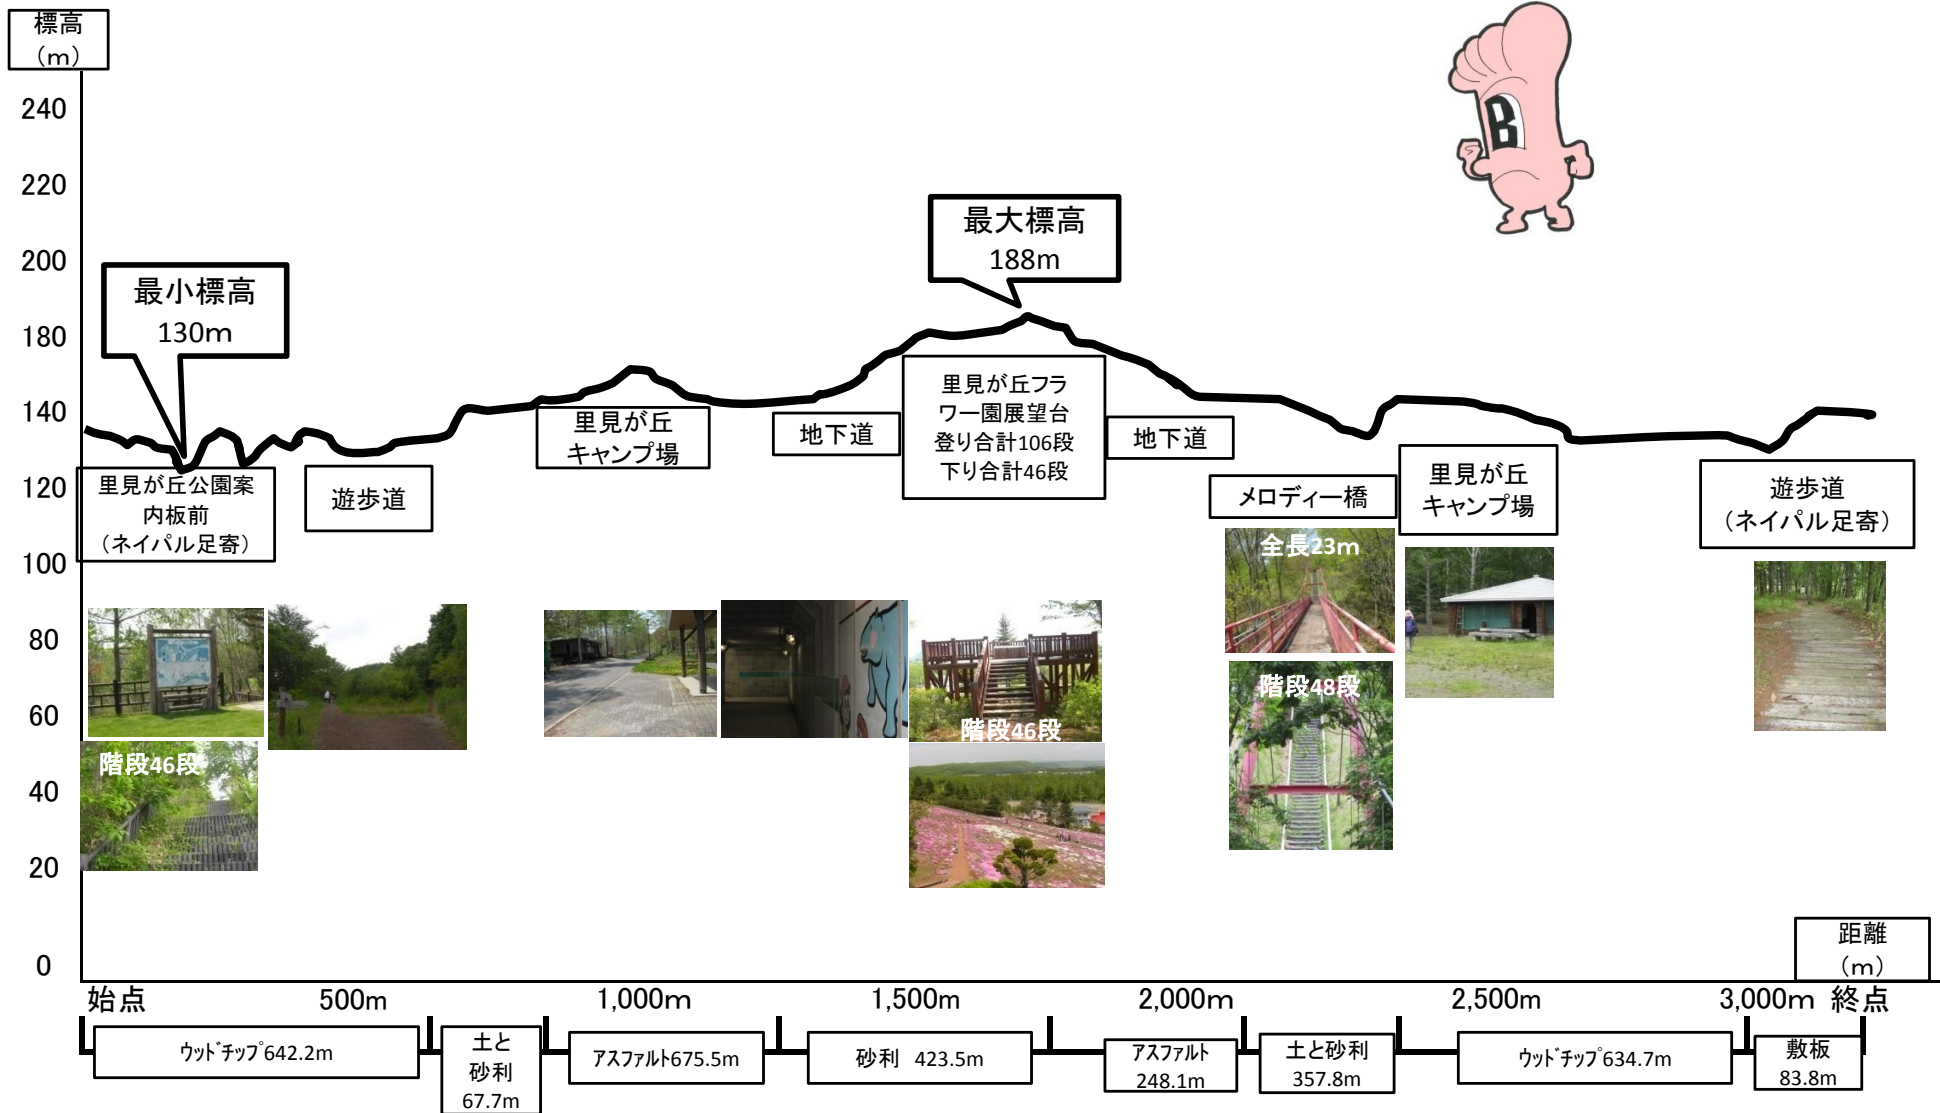 標高
（m）
240
220
200
180
160
140
120
100
80
60
40
20
0
最小標高
130m
最大標高
188m
B
里見が丘公園案
内板前
（ネイパル足寄）
遊歩道
里見が丘
キャンプ場
地下道
里見が丘フラ
ワー園展望台
登り合計106段
下り合計46段
地下道
メロディー橋
里見が丘
キャンプ場
遊歩道
（ネイパル足寄）
階段46段
階段46段
全長23m
階段48段
距離
（m）
始点
500m
1,000m
1,500m
2,000m
2,500m
3,000m
終点
ｳｯﾄﾞﾁｯﾌﾟ642.2m
土と
砂利
67.7m
ｱｽﾌｧﾙﾄ675.5m
砂利 423.5m
ｱｽﾌｧﾙﾄ
248.1m
土と砂利
357.8m
ｳｯﾄﾞﾁｯﾌﾟ634.7m
敷板
83.8m